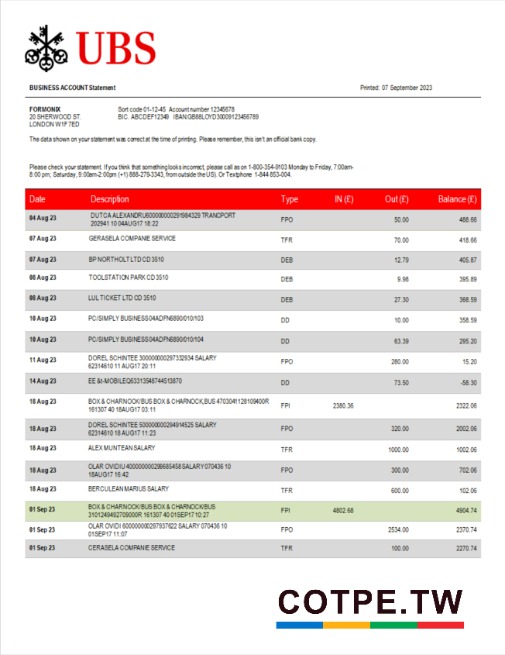 UBS
BUSINESS ACCOUNT Statement
Printed: 07 September 2023
FORMONIX
20 SHERWOOD ST.
LONDON W1F7ED
Sort code 01-12-45 Account number 12345678
BIC. ABCDEF12349 IBANIGB68LOYD30009123456789
The data shown on your statement was correct at the time of printing. Please remember, this isn't an official bank copy.
Please check your statement. If you think that something looks incorrect, please call as on 1-800-354-9103 Monday to Friday, 7:00am-
8:00 pm; Saturday, 9:00am-2:00pm (+1) 888-279-3343, from outside the US). Or Textphone 1-844 853-004.
Date Description Type IN (£) Out (£) Balance (£)
04 Aug 23 DUTCA ALEXANDRU600000000291984329 TRANCPORT FPO 50.00 488.66
202941 10 04AUG17 18:22
07 Aug 23 GERASELA COMPANIE SERVICE TFR 70.00 418.66
07 Aug 23 BP NORTHOLT LTD CD 3510 DEB 12.79 405.87
08 Aug 23 TOOLSTATION PARK CD 3510 DEB 9.98 395.89
08 Aug 23 LUL TICKET LTD CD 3510 DEB 27.30 368.59
10 Aug 23 PC/SIMPLY BUSINESS04ADFN6890/010/103 DD 10.00 358.59
10 Aug 23 PC/SIMPLY BUSINESS04ADFN6890/010/104 DD 63.39 295.20
11 Aug 23 DOREL SCHINTEE 300000000297332934 SALARY FPO 280.00 15.20
62314610 11 AUG17 20:11
14 Aug 23 EE &t-MOBILEQ63313548744513870 DD 73.50 -58.30
18 Aug 23 BOX & CHARNOCK/BUS BOX & CHARNOCK,BUS 4703041128109400R FPI 2380.36 2322.06
161307 40 18AUG17 03:11
18 Aug 23 DOREL SCHINTEE 500000000294914525 SALARY FPO 320.00 2002.06
62314610 18 AUG17 11:23
18 Aug 23 ALEX MUNTEAN SALARY TFR 1000.00 1002.06
18 Aug 23 OLAR OVIDIU 400000000299685458 SALARY 070436 10 FPO 300.00 702.06
18AUG17 16:42
18 Aug 23 BERCULEAN MARIUS SALARY TFR 600.00 102.06
01 Sep 23 BOX & CHARNOCK/BUS BOX & CHARNOCK/BUS FPI 4802.68 4904.74
3101249492709000R 161307 40 01SEP17 10:27
01 Sep 23 OLAR OVIDI 600000000297937622 SALARY 070436 10 FPO 2534.00 2370.74
01SEP17 11:07
01 Sep 23 CERASELA COMPANIE SERVICE TFR 100.00 2270.74
COTPE.TW